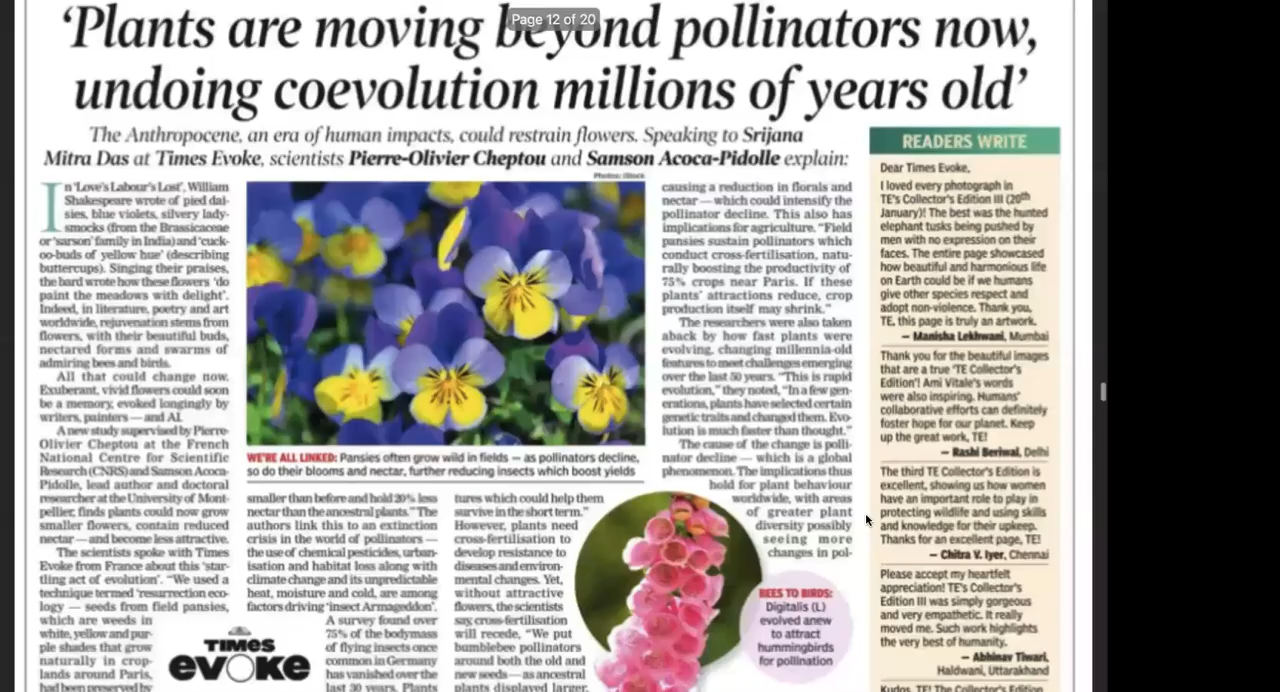 Page 12 of 20
‘Plants are moving beyond pollinators now,
undoing coevolution millions of years old’
The Anthropocene, an era of human impacts, could restrain flowers. Speaking to Srijana
Mitra Das at Times Evoke, scientists Pierre-Olivier Cheptou and Samson Acoca-Pidolle explain:
Photos: iStock
In ‘Love’s Labour’s Lost’, William
Shakespeare wrote of pied dai-
sies, blue violets, silvery lady-
smocks (from the Brassicaceae
or ‘sarson’ family in India) and ‘cuck-
oo-buds of yellow hue’ (describing
buttercups). Singing their praises,
the bard wrote how these flowers ‘do
paint the meadows with delight’.
Indeed, in literature, poetry and art
worldwide, rejuvenation stems from
flowers, with their beautiful buds,
nectared forms and swarms of
admiring bees and birds.
All that could change now.
Exuberant, vivid flowers could soon
be a memory, evoked longingly by
writers, painters — and AI.
A new study supervised by Pierre-
Olivier Cheptou at the French
National Centre for Scientific
Research (CNRS) and Samson Acoca-
Pidolle, lead author and doctoral
researcher at the University of Mont-
pellier, finds plants could now grow
smaller flowers, contain reduced
nectar — and become less attractive.
The scientists spoke with Times
Evoke from France about this ‘star-
tling act of evolution’. “We used a
technique termed ‘resurrection eco-
logy — seeds from field pansies,
which are weeds in
white, yellow and pur-
ple shades that grow
naturally in crop-
lands around Paris,
had been preserved by
WE’RE ALL LINKED: Pansies often grow wild in fields — as pollinators decline,
so do their blooms and nectar, further reducing insects which boost yields
smaller than before and hold 20% less
nectar than the ancestral plants.” The
authors link this to an extinction
crisis in the world of pollinators —
the use of chemical pesticides, urban-
isation and habitat loss along with
climate change and its unpredictable
heat, moisture and cold, are among
factors driving ‘insect Armageddon’.
A survey found over
75% of the bodymass
of flying insects once
common in Germany
has vanished over the
last 30 years. Plants
TIMES
evoke
tures which could help them
survive in the short term.”
However, plants need
cross-fertilisation to
develop resistance to
diseases and environ-
mental changes. Yet,
without attractive
flowers, the scientists
say, cross-fertilisation
will recede, “We put
bumblebee pollinators
around both the old and
new seeds — as ancestral
plants displayed larger,
causing a reduction in florals and
nectar — which could intensify the
pollinator decline. This also has
implications for agriculture. “Field
pansies sustain pollinators which
conduct cross-fertilisation, natu-
rally boosting the productivity of
75% crops near Paris. If these
plants’ attractions reduce, crop
production itself may shrink.”
The researchers were also taken
aback by how fast plants were
evolving, changing millennia-old
features to meet challenges emerging
over the last 50 years. “This is rapid
evolution,” they noted, “In a few gen-
erations, plants have selected certain
genetic traits and changed them. Evo-
lution is much faster than thought.”
The cause of the change is polli-
nator decline — which is a global
phenomenon. The implications thus
hold for plant behaviour
worldwide, with areas
of greater plant
diversity possibly
seeing more
changes in pol-
BEES TO BIRDS:
Digitalis (L)
evolved anew
to attract
hummingbirds
for pollination
READERS WRITE
Dear Times Evoke,
I loved every photograph in
TE’s Collector’s Edition III (20th
January)! The best was the hunted
elephant tusks being pushed by
men with no expression on their
faces. The entire page showcased
how beautiful and harmonious life
on Earth could be if we humans
give other species respect and
adopt non-violence. Thank you,
TE, this page is truly an artwork.
— Manisha Lekhwani, Mumbai
Thank you for the beautiful images
that are a true ‘TE Collector’s
Edition’! Ami Vitale’s words
were also inspiring. Humans’
collaborative efforts can definitely
foster hope for our planet. Keep
up the great work, TE!
— Rashi Beriwal, Delhi
The third TE Collector’s Edition is
excellent, showing us how women
have an important role to play in
protecting wildlife and using skills
and knowledge for their upkeep.
Thanks for an excellent page, TE!
— Chitra V. Iyer, Chennai
Please accept my heartfelt
appreciation! TE’s Collector’s
Edition III was simply gorgeous
and very empathetic. It really
moved me. Such work highlights
the very best of humanity.
— Abhinav Tiwari,
Haldwani, Uttarakhand
Kudos, TE! The Collector’s Edition